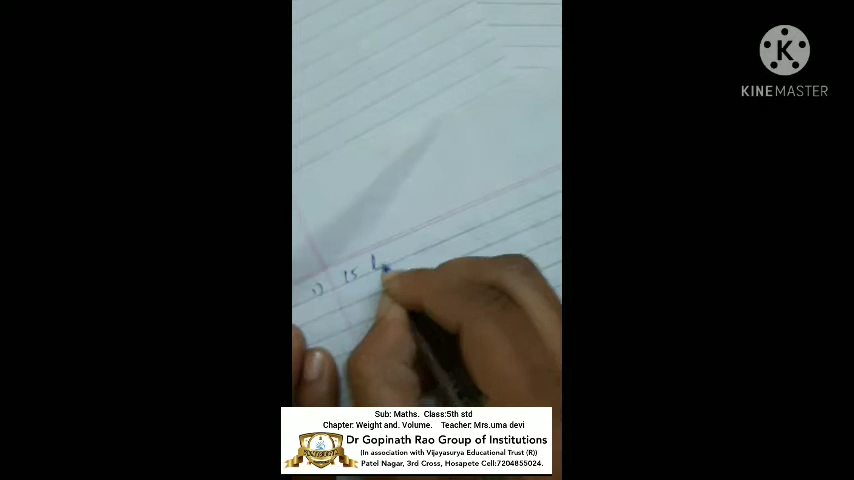 KINEMASTER
1) 15 l
Sub: Maths. Class:5th std
Chapter: Weight and. Volume. Teacher: Mrs.uma devi
Dr Gopinath Rao Group of Institutions
(In association with Vijayasurya Educational Trust (R))
Patel Nagar, 3rd Cross, Hosapete Cell:7204855024.